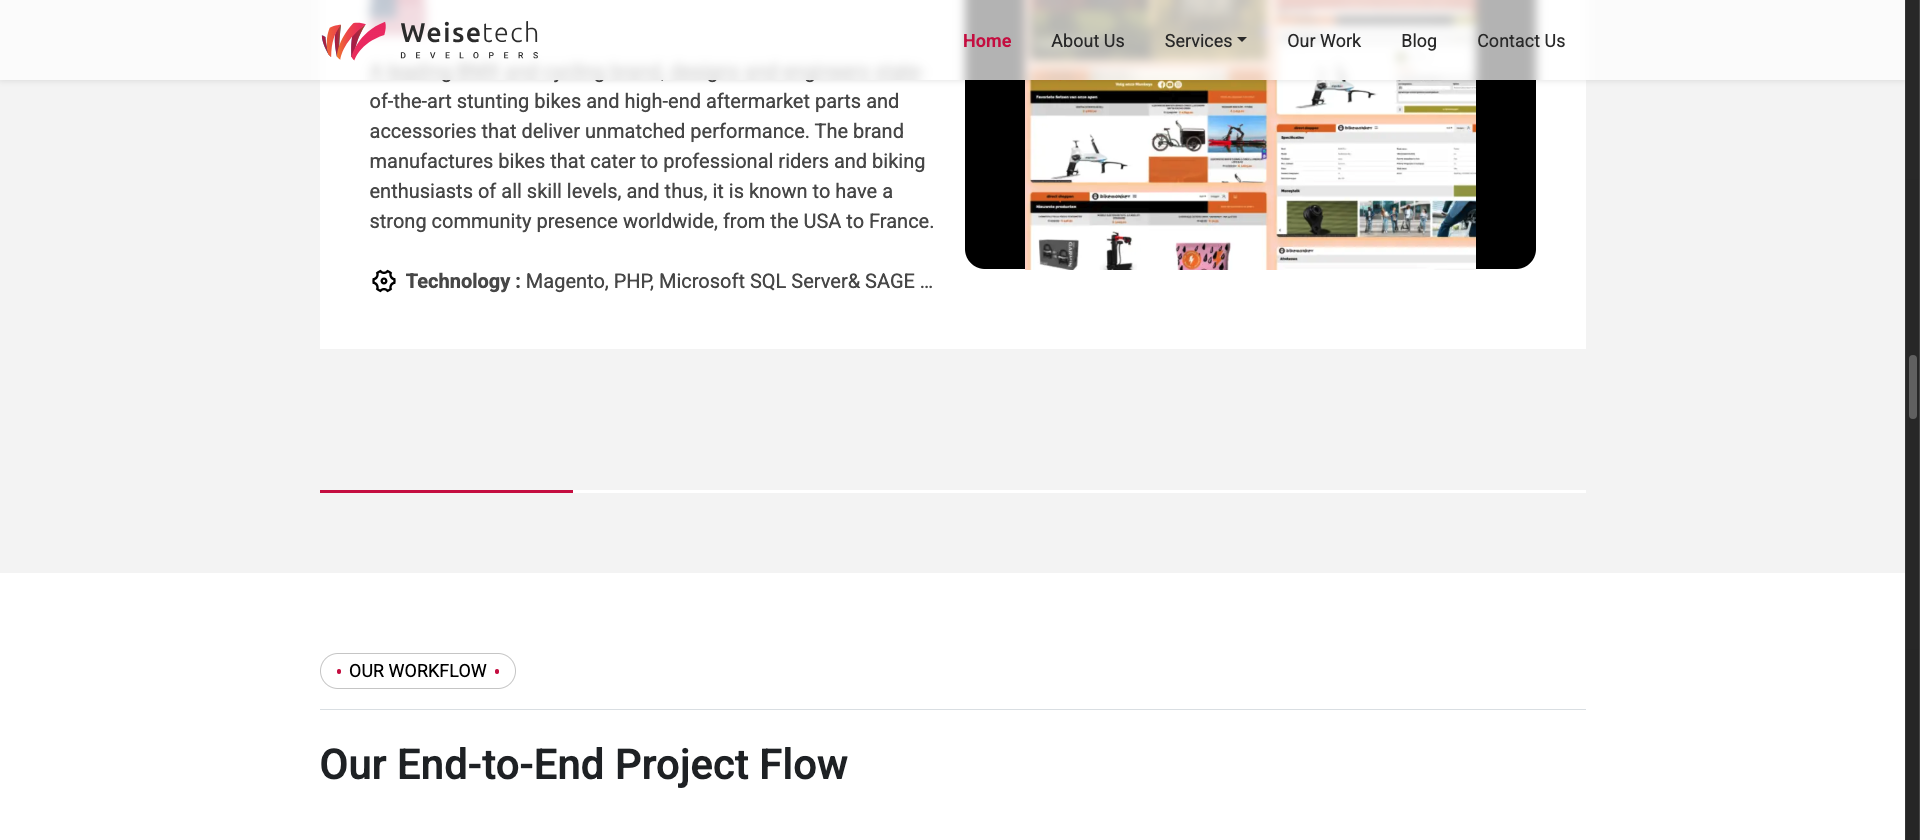 Weisetech
DEVELOPERS
Home
About Us
Services
Our Work
Blog
Contact Us
of-the-art stunting bikes and high-end aftermarket parts and
accessories that deliver unmatched performance. The brand
manufactures bikes that cater to professional riders and biking
enthusiasts of all skill levels, and thus, it is known to have a
strong community presence worldwide, from the USA to France.
Technology : Magento, PHP, Microsoft SQL Server& SAGE ...
• OUR WORKFLOW •
Our End-to-End Project Flow